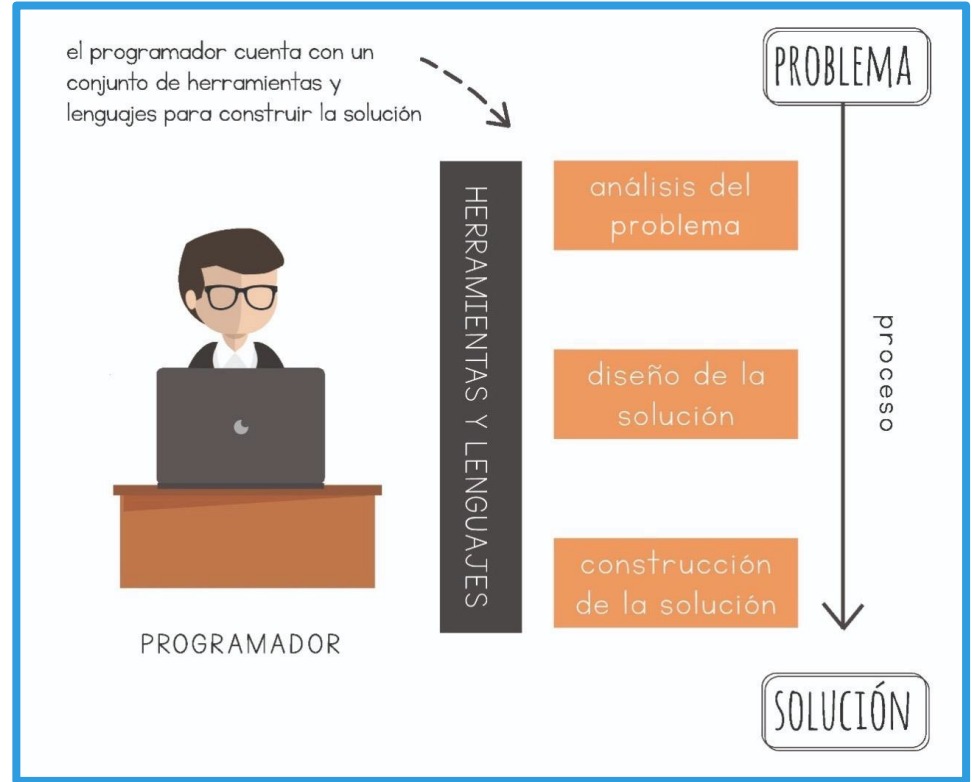 el programador cuenta con un
conjunto de herramientas y
lenguajes para construir la solución
PROBLEMA
HERRAMIENTAS Y LENGUAJES
análisis del
problema
diseño de la
solución
construcción
de la solución
proceso
PROGRAMADOR
SOLUCIÓN